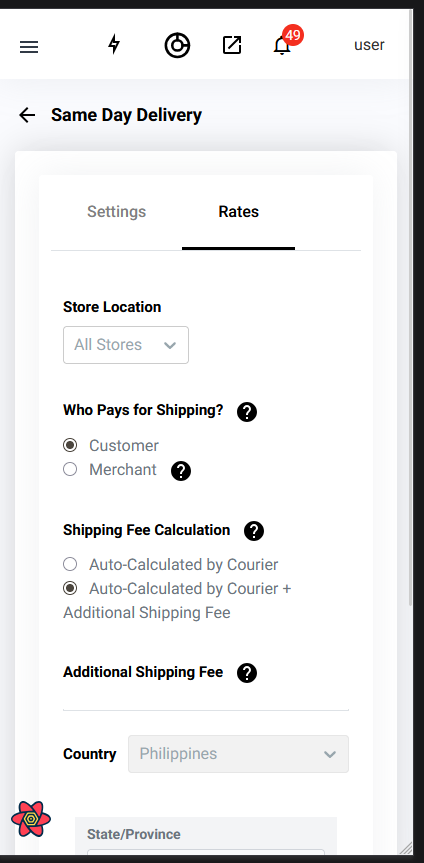 49
user
Same Day Delivery
Settings
Rates
Store Location
All Stores
Who Pays for Shipping?
Customer
Merchant
Shipping Fee Calculation
Auto-Calculated by Courier
Auto-Calculated by Courier +
Additional Shipping Fee
Additional Shipping Fee
Country
Philippines
State/Province